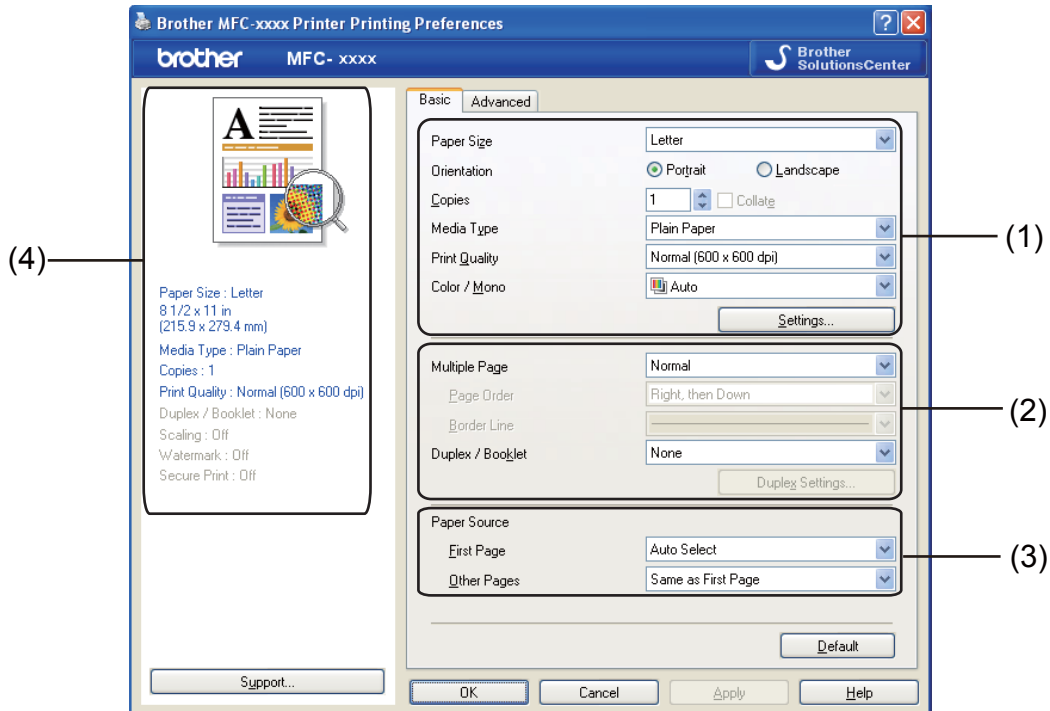 Brother MFC-xxxx Printer Printing Preferences
brother MFC- xxxx Brother
SolutionsCenter
(4)
A
Paper Size : Letter
8 1/2 x 11 in
(215.9 x 279.4 mm)
Media Type : Plain Paper
Copies : 1
Print Quality : Normal (600 x 600 dpi)
Duplex / Booklet : None
Scaling : Off
Watermark : Off
Secure Print : Off
Support...
Basic Advanced
Paper Size Letter
Orientation Portrait Landscape
Copies 1 Collate
Media Type Plain Paper
Print Quality Normal (600 x 600 dpi)
Color / Mono Auto
Settings...
(1)
Multiple Page Normal
Page Order Right, then Down
Border Line
Duplex / Booklet None
Duplex Settings...
(2)
Paper Source
First Page Auto Select
Other Pages Same as First Page
(3)
Default
OK Cancel Apply Help